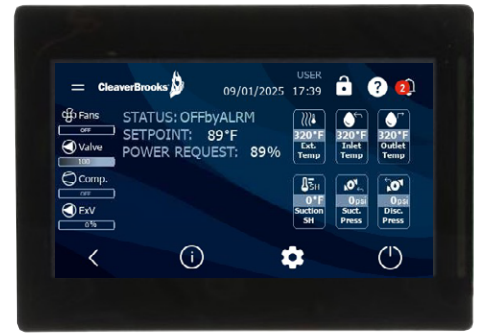 CleaverBrooks
09/01/2025
USER
17:39
?
2
Fans
OFF
Valve
100
Comp.
OFF
ExV
0%
STATUS: OFFbyALRM
SETPOINT: 89°F
POWER REQUEST: 89%
320°F
Ext.
Temp
320°F
Inlet
Temp
320°F
Outlet
Temp
SH
0°F
Suction
SH
0psi
Suct.
Press
0psi
Disc.
Press
i